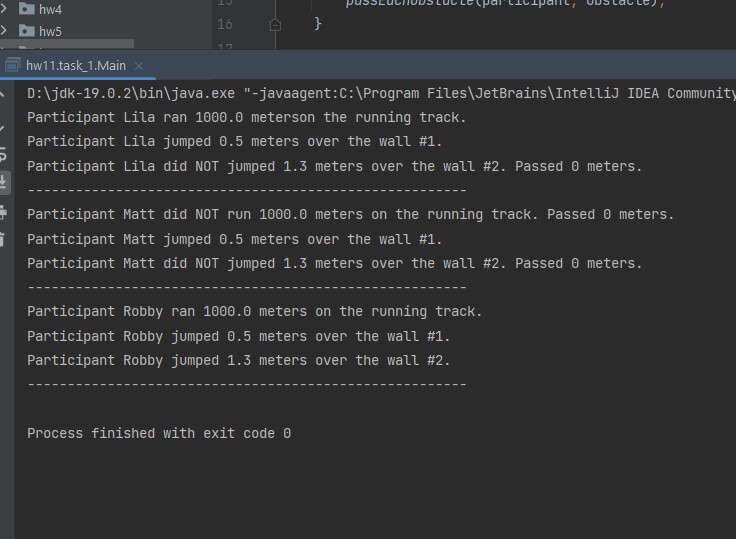 hw4
hw5
15
passEachObstacle(participant, obstacle);
16
}
17
hw11.task_1.Main
D:\jdk-19.0.2\bin\java.exe "-javaagent:C:\Program Files\JetBrains\IntelliJ IDEA Community
Participant Lila ran 1000.0 meterson the running track.
Participant Lila jumped 0.5 meters over the wall #1.
Participant Lila did NOT jumped 1.3 meters over the wall #2. Passed 0 meters.
-------------------------------------------------------
Participant Matt did NOT run 1000.0 meters on the running track. Passed 0 meters.
Participant Matt jumped 0.5 meters over the wall #1.
Participant Matt did NOT jumped 1.3 meters over the wall #2. Passed 0 meters.
-------------------------------------------------------
Participant Robby ran 1000.0 meters on the running track.
Participant Robby jumped 0.5 meters over the wall #1.
Participant Robby jumped 1.3 meters over the wall #2.
-------------------------------------------------------
Process finished with exit code 0